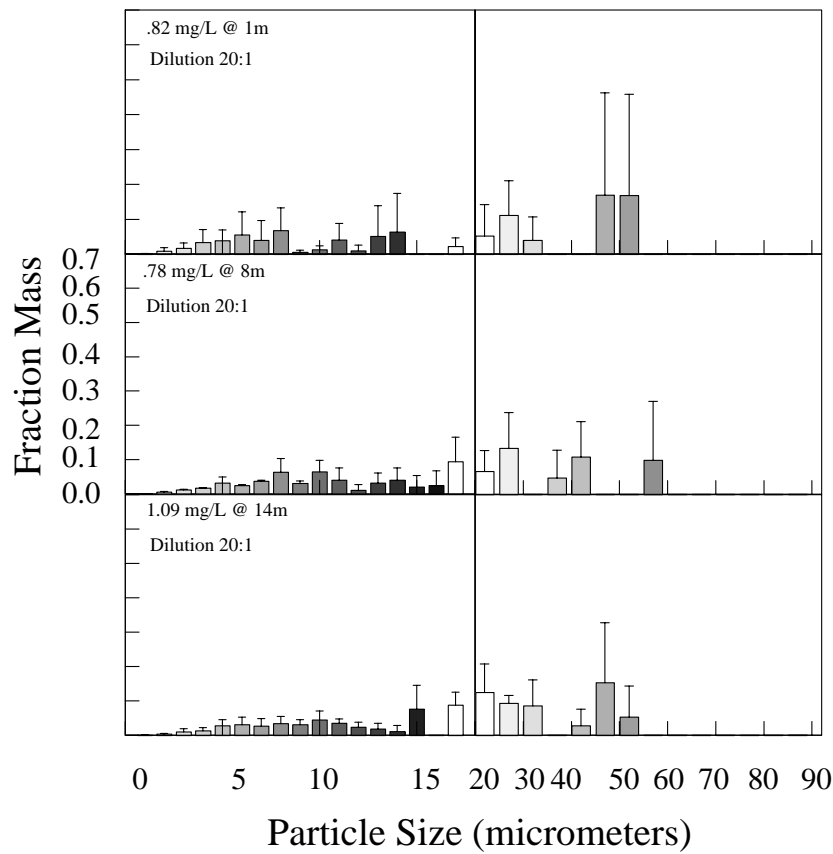 .82 mg/L @ 1m
Dilution 20:1
Fraction Mass
0.7
0.6
0.5
0.4
0.3
0.2
0.1
0.0
.78 mg/L @ 8m
Dilution 20:1
1.09 mg/L @ 14m
Dilution 20:1
0 5 10 15 20 30 40 50 60 70 80 90
Particle Size (micrometers)